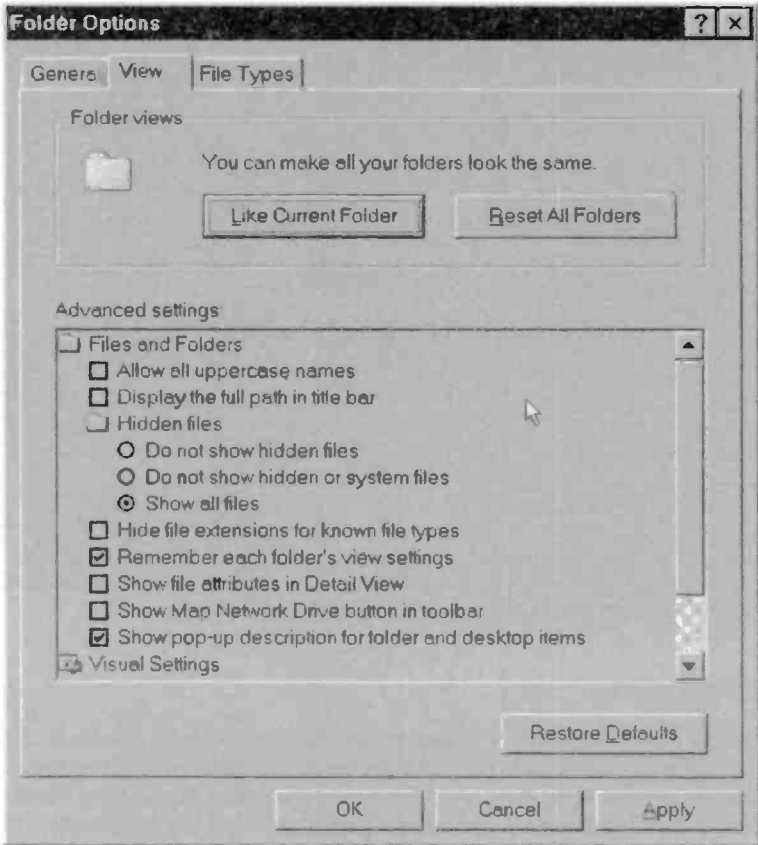 Folder Options
General View File Types
Folder views
You can make all your folders look the same.
Like Current Folder Reset All Folders
Advanced settings:
Files and Folders
Allow all uppercase names
Display the full path in title bar
Hidden files
Do not show hidden files
Do not show hidden or system files
Show all files
Hide file extensions for known file types
Remember each folder's view settings
Show file attributes in Detail View
Show Map Network Drive button in toolbar
Show pop-up description for folder and desktop items
Visual Settings
Restore Defaults
OK Cancel Apply